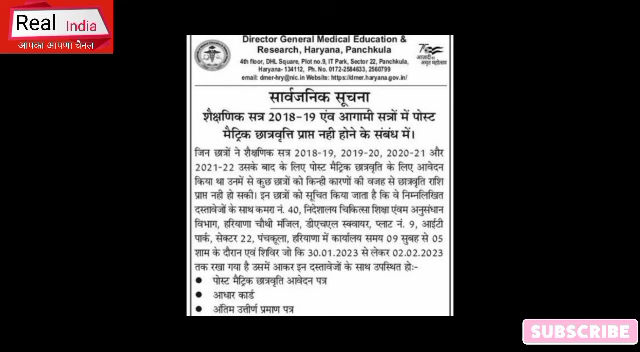 Real India
आपका आपणा चैनल
Director General Medical Education &
Research, Haryana, Panchkula
4th floor, DHL Square, Plot no.9, IT Park, Sector 22, Panchkula,
Haryana-134112, Ph. No. 0172-2584633, 2560799
email: dmer-hry@nic.in Website: https://dmer.haryana.gov.in/
आज़ादी का
अमृत महोत्सव
सार्वजनिक सूचना
शैक्षणिक सत्र 2018-19 एंव आगामी सत्रों में पोस्ट
मैट्रिक छात्रवृत्ति प्राप्त नही होने के संबंध में।
जिन छात्रों ने शैक्षणिक सत्र 2018-19, 2019-20, 2020-21 और
2021-22 उसके बाद के लिए पोस्ट मैट्रिक छात्रवृति के लिए आवेदन
किया था उनमें से कुछ छात्रों को किन्ही कारणों की वजह से छात्रवृति राशि
प्राप्त नही हो सकी। इन छात्रों को सूचित किया जाता है कि वे निम्नलिखित
दस्तावेजों के साथ कमरा नं. 40, निदेशालय चिकित्सा शिक्षा एंवम अनुसंधान
विभाग, हरियाणा चौथी मंजिल, डीएचएल स्क्वायर, प्लाट नं. 9, आईटी
पार्क, सेक्टर 22, पंचकूला, हरियाणा में कार्यालय समय 09 सुबह से 05
शाम के दौरान एवं शिविर जो कि 30.01.2023 से लेकर 02.02.2023
तक रखा गया है उसमें आकर इन दस्तावेजों के साथ उपस्थित हो:-
● पोस्ट मैट्रिक छात्रवृति आवेदन पत्र
● आधार कार्ड
● अंतिम उत्तीर्ण प्रमाण पत्र
SUBSCRIBE